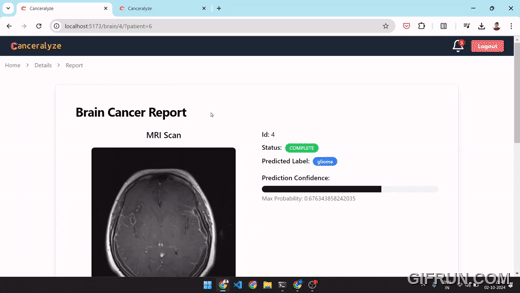 Canceralyze
Canceralyze
localhost:5173/brain/4/?patient=6
Canceralyze
Logout
Home > Details > Report
Brain Cancer Report
MRI Scan
Id: 4
Status: COMPLETE
Predicted Label: glioma
Prediction Confidence:
Max Probability: 0.676343858242035
GIFRUN.COM
IN
02-10-2024